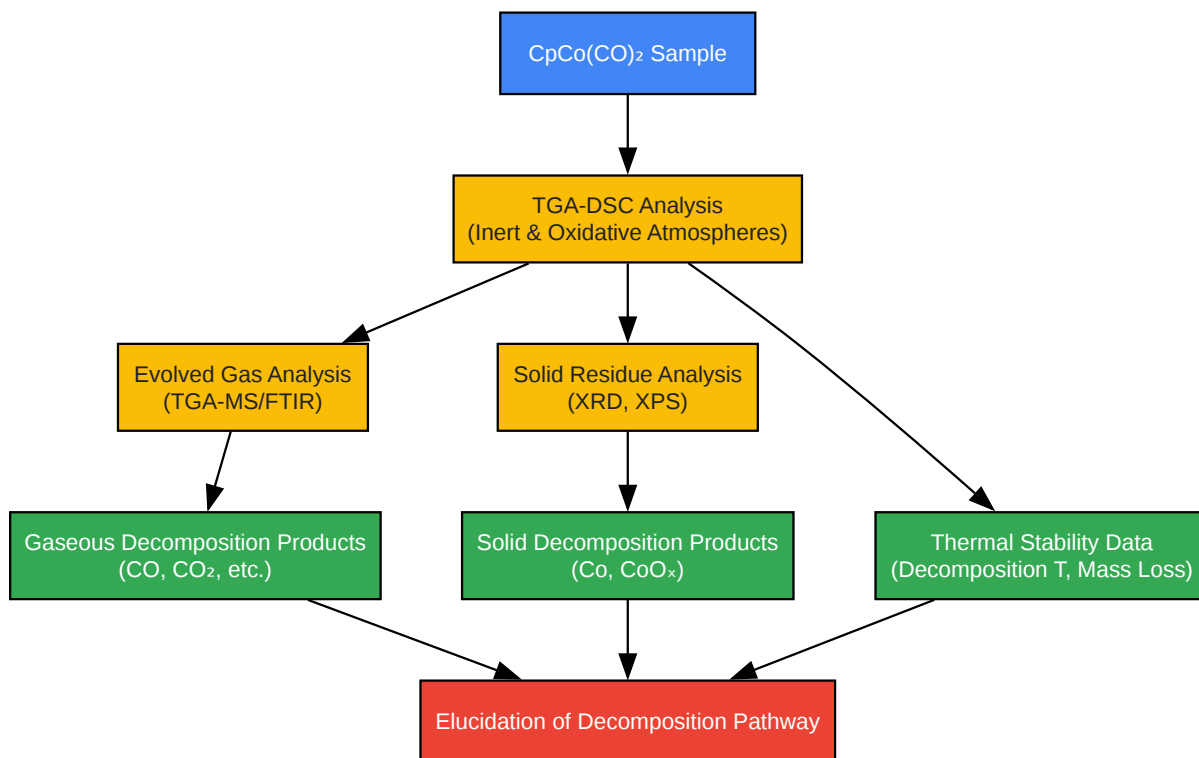 CpCo(CO)₂ Sample
TGA-DSC Analysis
(Inert & Oxidative Atmospheres)
Evolved Gas Analysis
(TGA-MS/FTIR)
Solid Residue Analysis
(XRD, XPS)
Gaseous Decomposition Products
(CO, CO₂, etc.)
Solid Decomposition Products
(Co, CoOₓ)
Thermal Stability Data
(Decomposition T, Mass Loss)
Elucidation of Decomposition Pathway